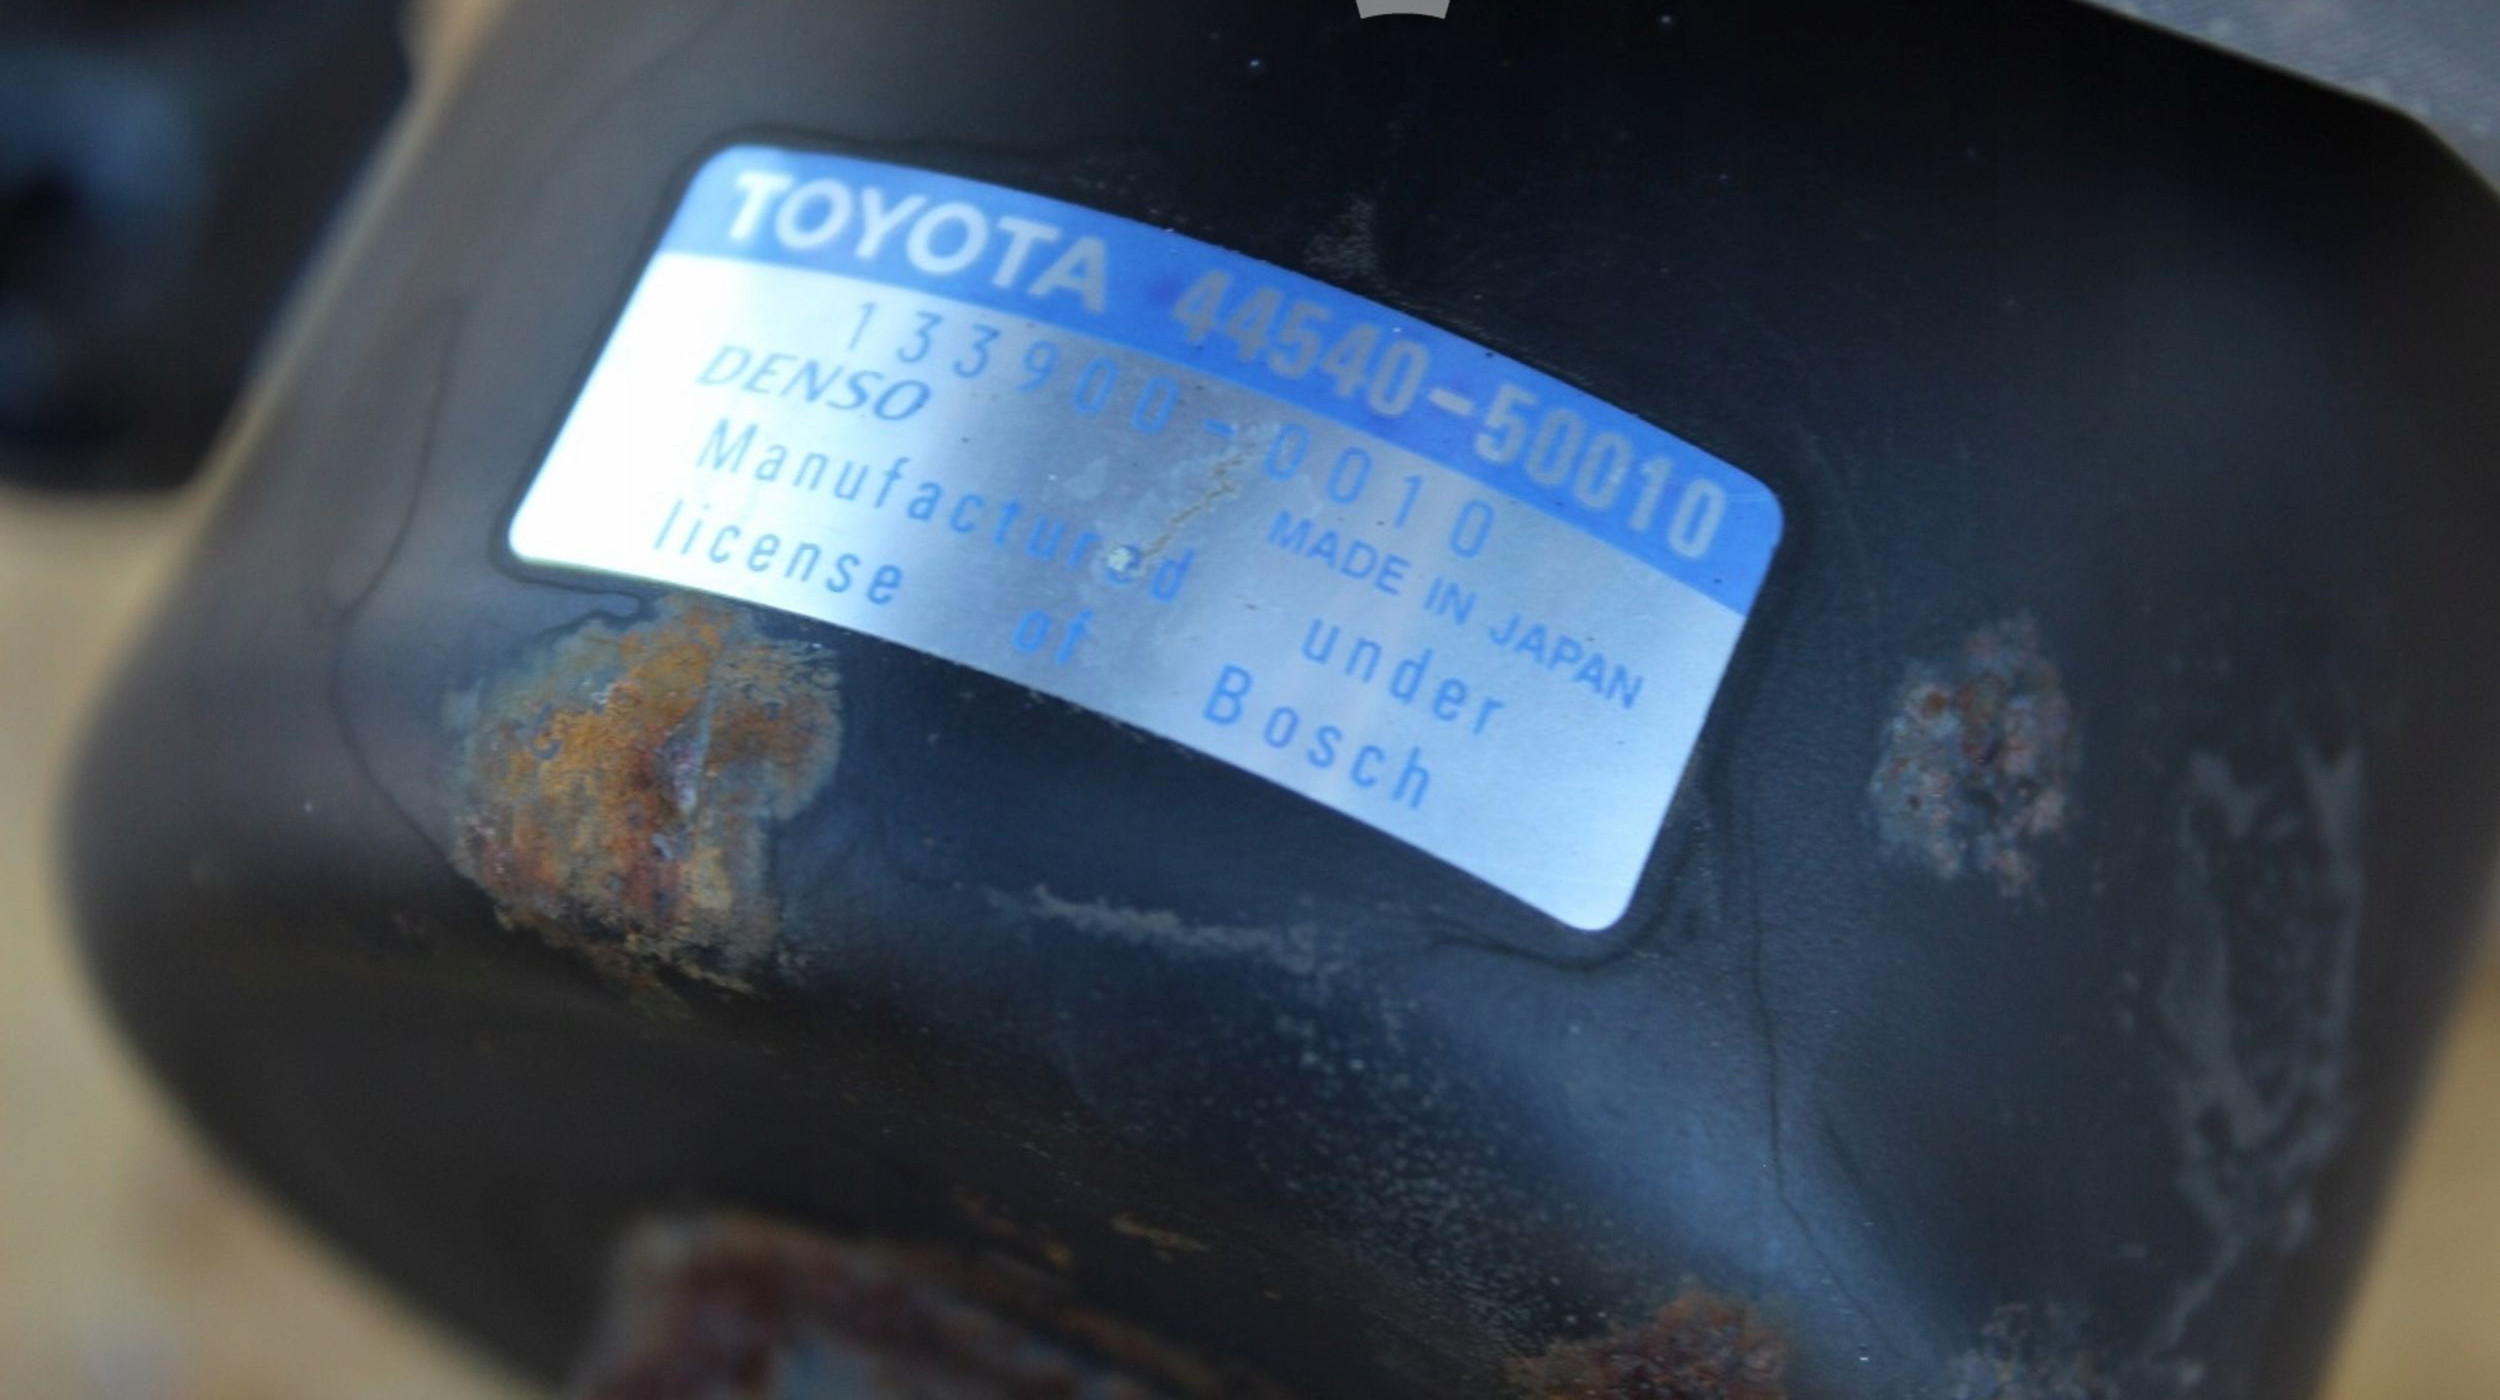 TOYOTA 44540-50010
133900-0010
DENSO MADE IN JAPAN
Manufactured under
license of Bosch